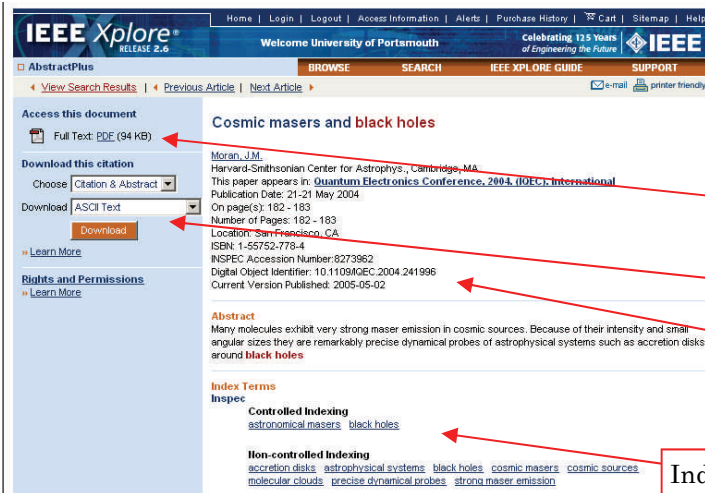 Home | Login | Logout | Access Information | Alerts | Purchase History | Cart | Sitemap | Help
IEEE Xplore®
RELEASE 2.6
Welcome University of Portsmouth
Celebrating 125 Years
of Engineering the Future
IEEE
AbstractPlus
BROWSE SEARCH IEEE XPLORE GUIDE SUPPORT
View Search Results | Previous Article | Next Article
e-mail printer friendly
Access this document
Full Text: PDF (94 KB)
Download this citation
Choose Citation & Abstract
Download ASCII Text
Download
» Learn More
Rights and Permissions
» Learn More
Cosmic masers and black holes
Moran, J.M.
Harvard-Smithsonian Center for Astrophys., Cambridge, MA
This paper appears in: Quantum Electronics Conference, 2004. (IQEC). International
Publication Date: 21-21 May 2004
On page(s): 182 - 183
Number of Pages: 182 - 183
Location: San Francisco, CA
ISBN: 1-55752-778-4
INSPEC Accession Number:8273962
Digital Object Identifier: 10.1109/IQEC.2004.241996
Current Version Published: 2005-05-02
Abstract
Many molecules exhibit very strong maser emission in cosmic sources. Because of their intensity and small
angular sizes they are remarkably precise dynamical probes of astrophysical systems such as accretion disks
around black holes
Index Terms
Inspec
Controlled Indexing
astronomical masers black holes
Non-controlled Indexing
accretion disks astrophysical systems black holes cosmic masers cosmic sources
molecular clouds precise dynamical probes strong maser emission
Ind